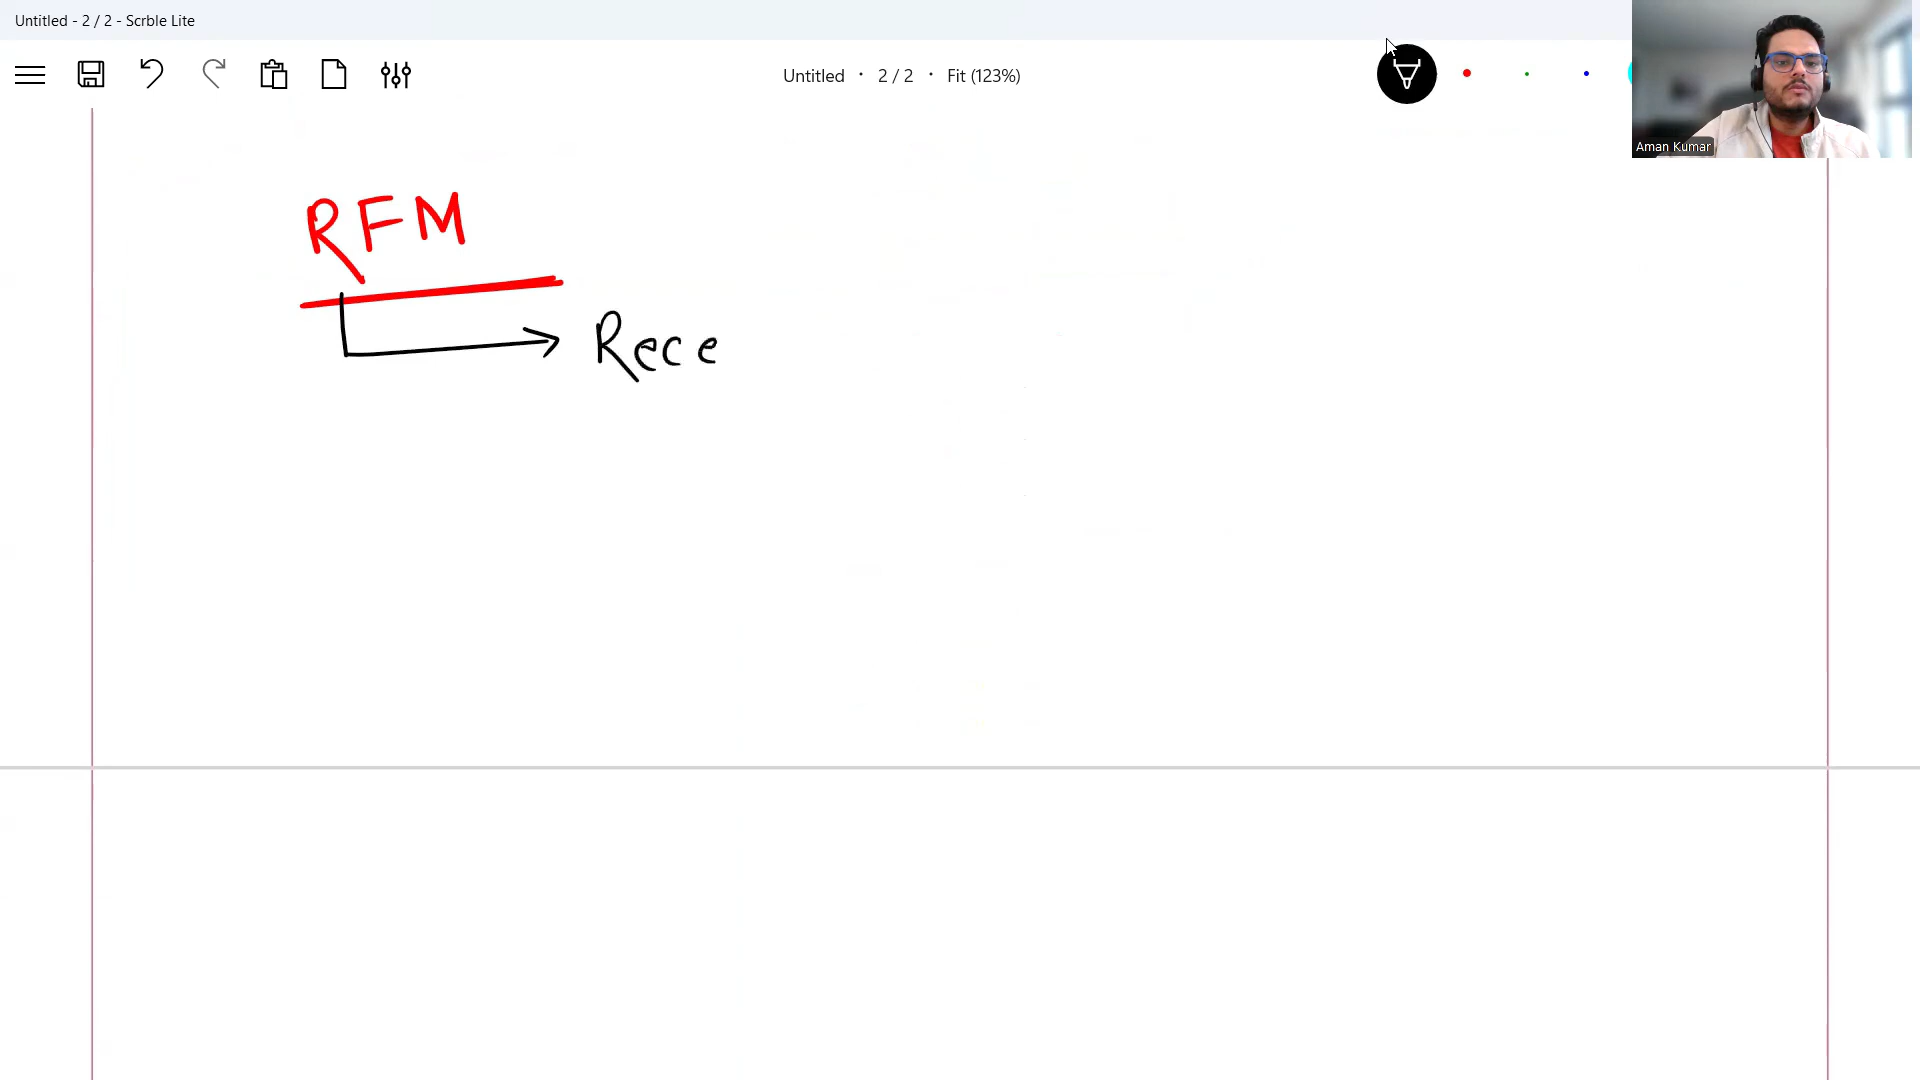 Untitled - 2 / 2 - Scrble Lite
Untitled • 2 / 2 • Fit (123%)
Aman Kumar
RFM
Rece